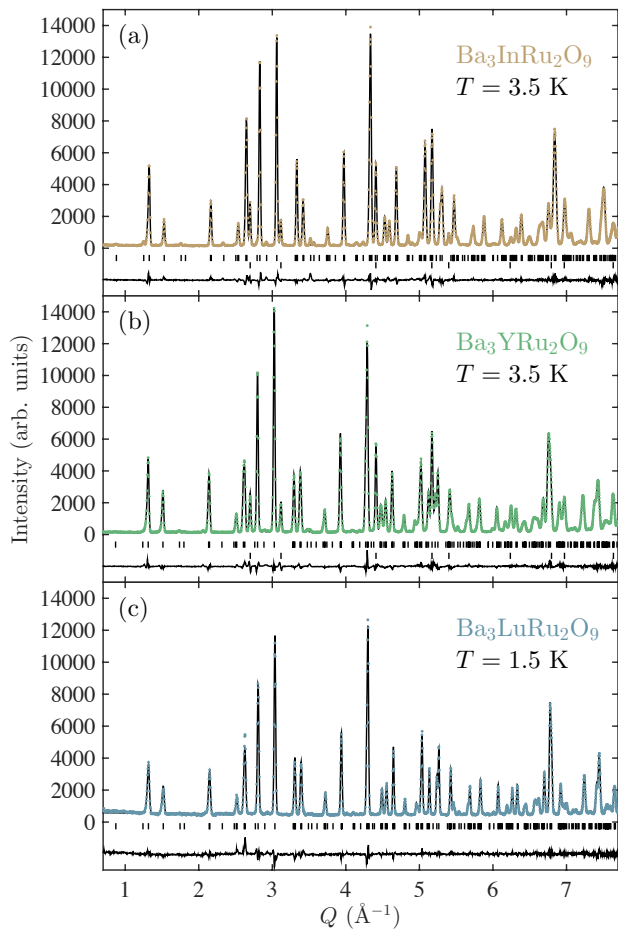 (a)
Ba₃InRu₂O₉
T = 3.5 K
14000
12000
10000
8000
6000
4000
2000
0
(b)
Ba₃YRu₂O₉
T = 3.5 K
14000
12000
10000
8000
6000
4000
2000
0
Intensity (arb. units)
(c)
Ba₃LuRu₂O₉
T = 1.5 K
14000
12000
10000
8000
6000
4000
2000
0
1 2 3 4 5 6 7
Q (Å⁻¹)